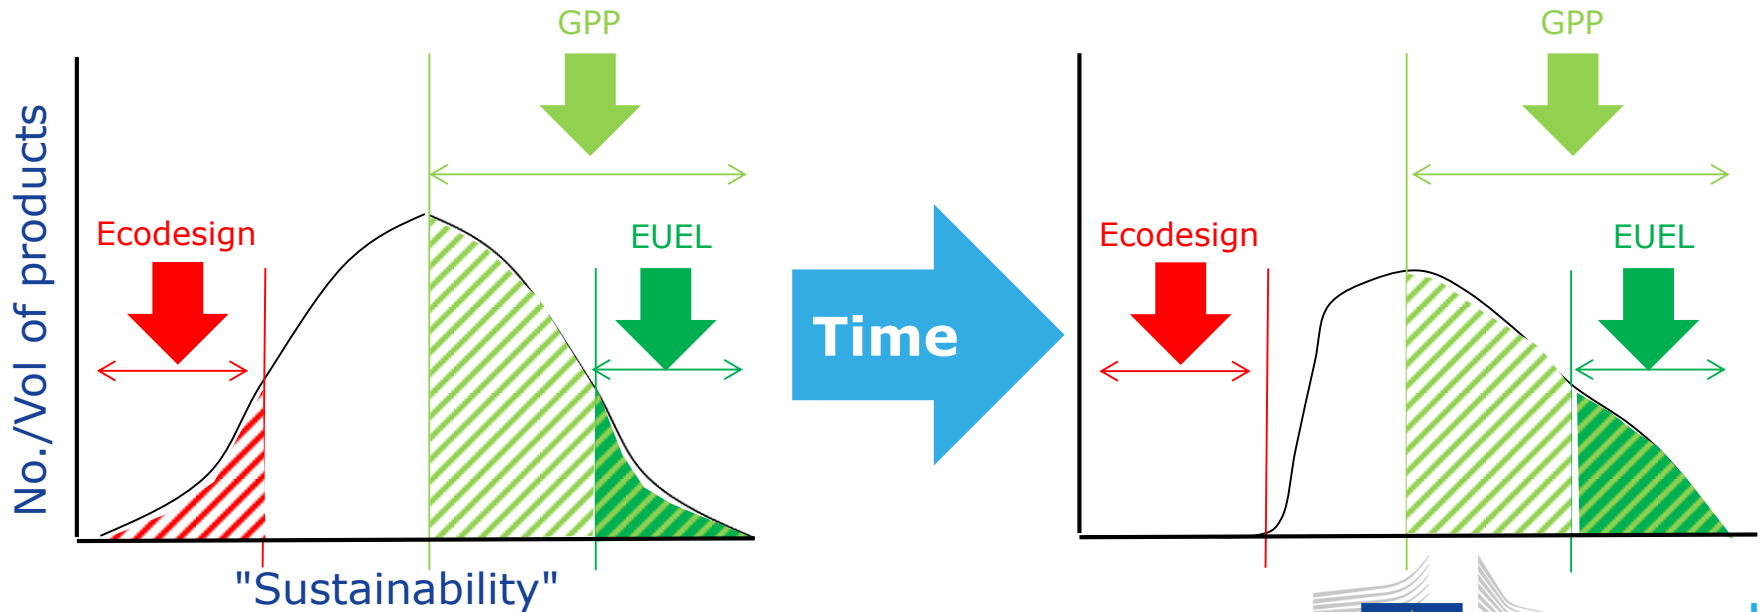 GPP
GPP
Ecodesign
EUEL
Ecodesign
EUEL
No./Vol of products
Time
"Sustainability"